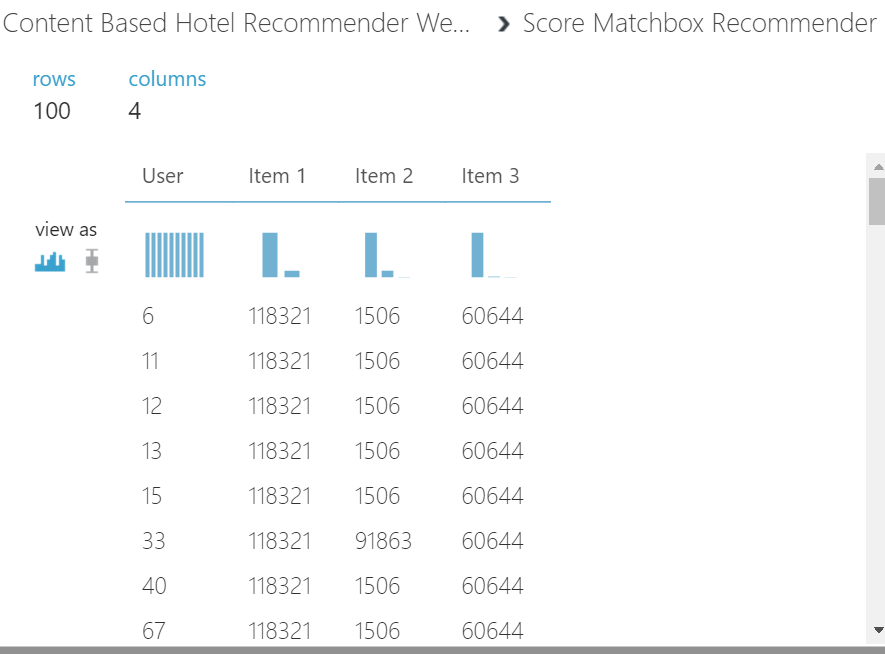 Content Based Hotel Recommender We... › Score Matchbox Recommender
rows columns
100 4
User Item 1 Item 2 Item 3
view as
6 118321 1506 60644
11 118321 1506 60644
12 118321 1506 60644
13 118321 1506 60644
15 118321 1506 60644
33 118321 91863 60644
40 118321 1506 60644
67 118321 1506 60644